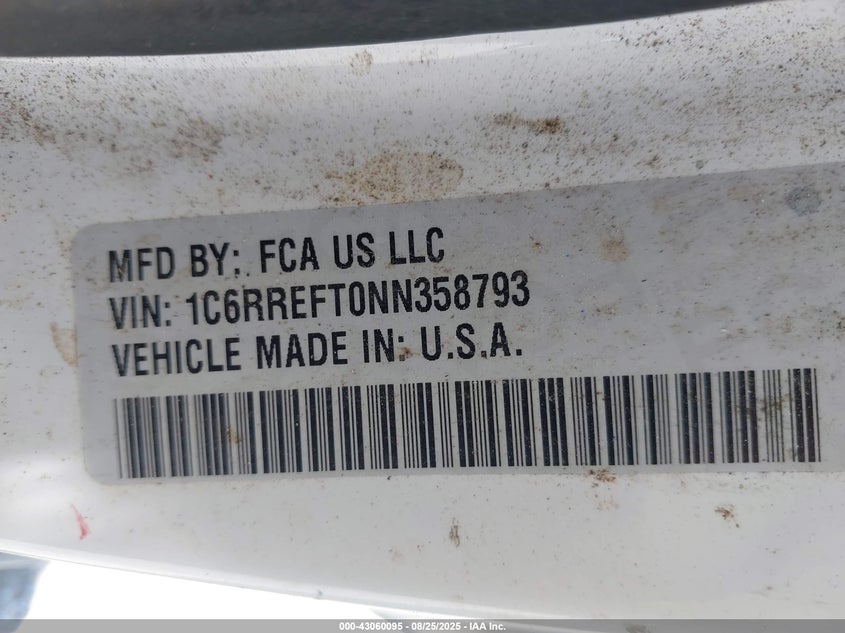 MFD BY: FCA US LLC
VIN: 1C6RREFT0NN358793
VEHICLE MADE IN: U.S.A.
000-43060095 - 08/25/2025 - IAA Inc.